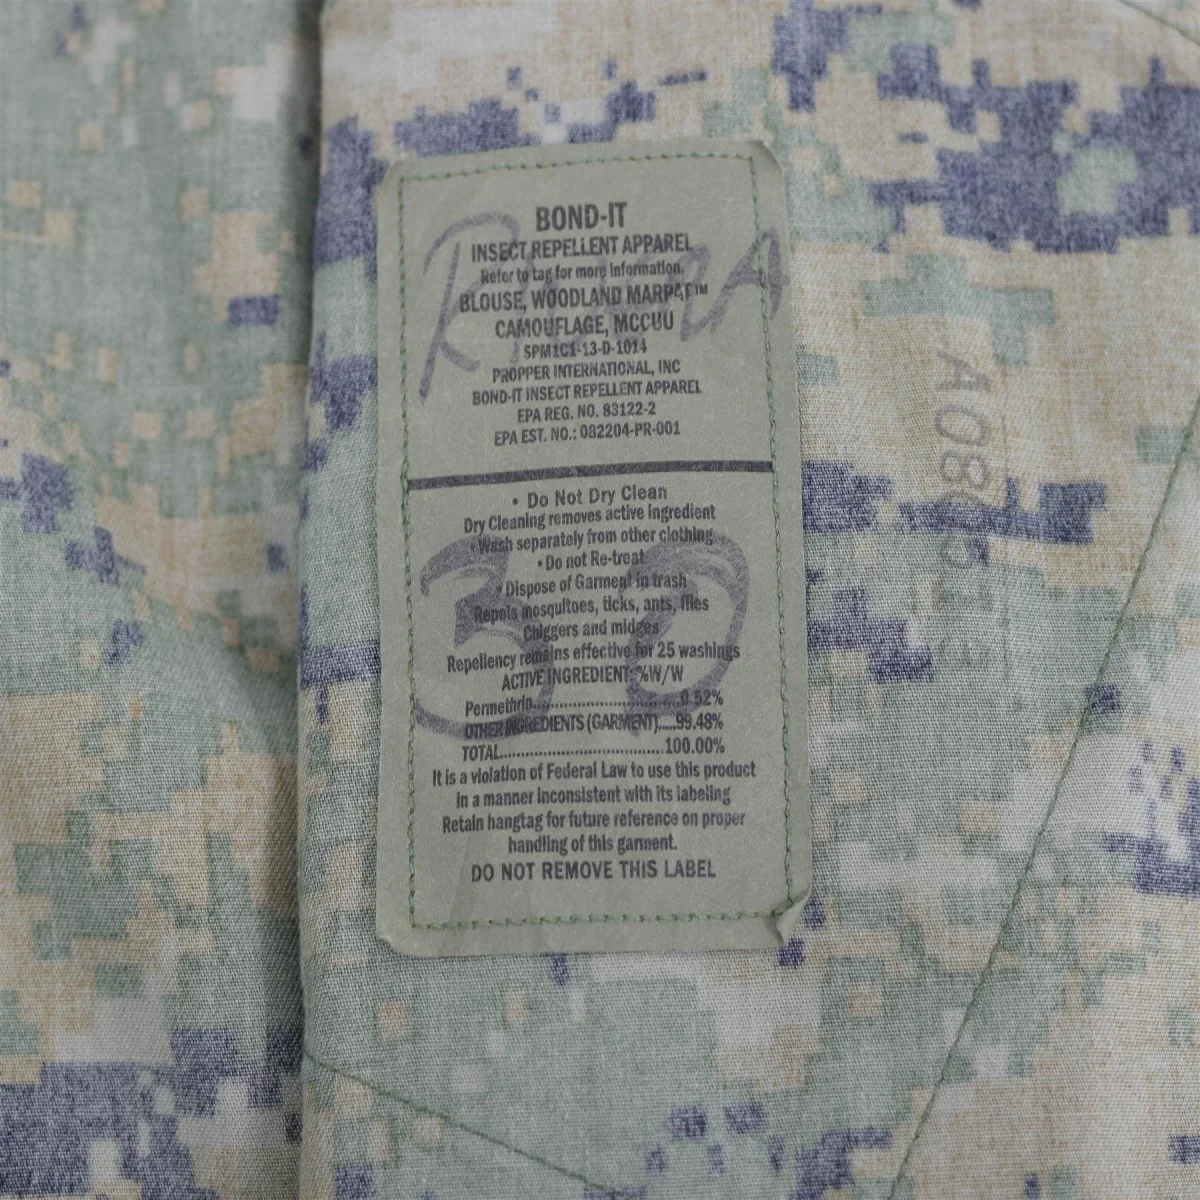 BOND-IT
INSECT REPELLENT APPAREL
Refer to tag for more information.
BLOUSE, WOODLAND MARPAT™
CAMOUFLAGE, MCCUU
SPM1C1-13-D-1014
PROPPER INTERNATIONAL, INC
BOND-IT INSECT REPELLENT APPAREL
EPA REG. NO. 83122-2
EPA EST. NO.: 082204-PR-001
• Do Not Dry Clean
Dry Cleaning removes active ingredient
• Wash separately from other clothing
• Do not Re-treat
• Dispose of Garment in trash
Repels mosquitoes, ticks, ants, flies
Chiggers and midges
Repellency remains effective for 25 washings
ACTIVE INGREDIENT: %W/W
Permethrin..............................0.52%
OTHER INGREDIENTS (GARMENT).....99.48%
TOTAL...................................100.00%
It is a violation of Federal Law to use this product
in a manner inconsistent with its labeling
Retain hangtag for future reference on proper
handling of this garment.
DO NOT REMOVE THIS LABEL